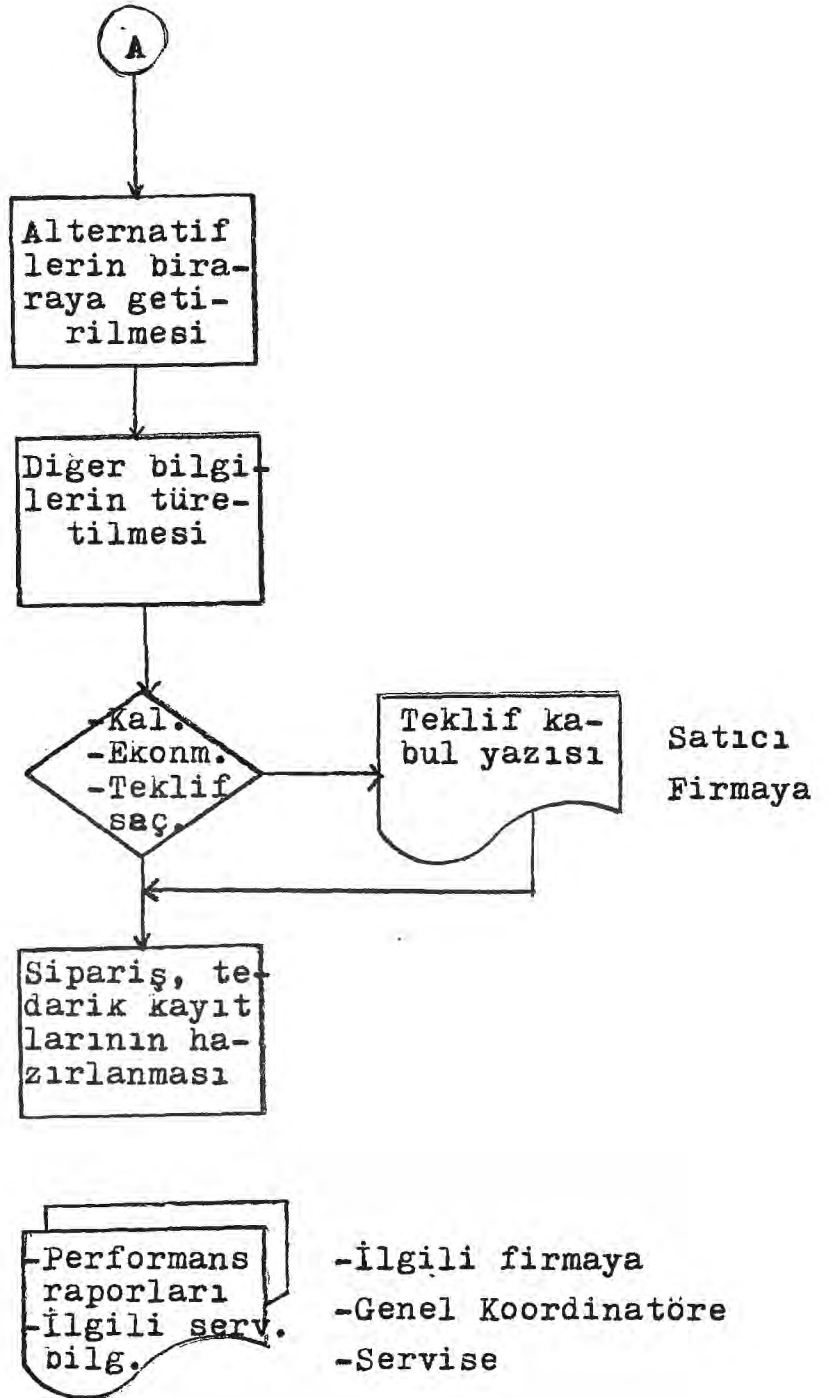 A
Alternatif
lerin bira-
raya geti-
rilmesi
Diğer bilgi-
lerin türe-
tilmesi
-Kal.
-Ekonm.
-Teklif
saç.
Teklif ka-
bul yazısı
Satıcı
Firmaya
Sipariş, te-
darik kayıt
larının ha-
zırlanması
-Performans
raporları
-İlgili serv.
bilg.
-İlgili firmaya
-Genel Koordinatöre
-Servise